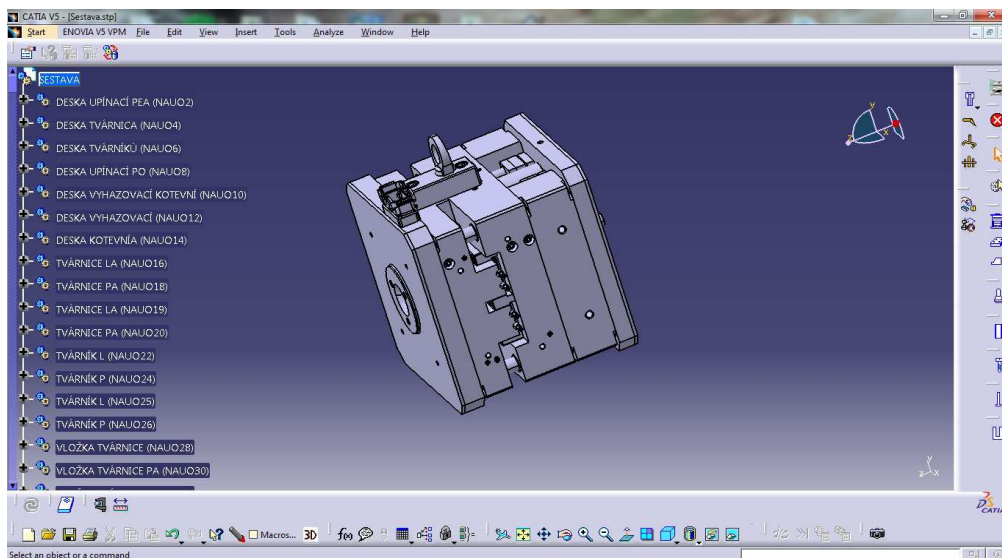 CATIA V5 - [Sestava.stp]
Start ENOVIA V5 VPM File Edit View Insert Tools Analyze Window Help
SESTAVA
DESKA UPÍNACÍ PEA (NAUO2)
DESKA TVÁRNICA (NAUO4)
DESKA TVÁRNÍKŮ (NAUO6)
DESKA UPÍNACÍ PO (NAUO8)
DESKA VYHAZOVACÍ KOTEVNÍ (NAUO10)
DESKA VYHAZOVACÍ (NAUO12)
DESKA KOTEVNÍA (NAUO14)
TVÁRNICE LA (NAUO16)
TVÁRNICE PA (NAUO18)
TVÁRNICE LA (NAUO19)
TVÁRNICE PA (NAUO20)
TVÁRNÍK L (NAUO22)
TVÁRNÍK P (NAUO24)
TVÁRNÍK L (NAUO25)
TVÁRNÍK P (NAUO26)
VLOŽKA TVÁRNICE (NAUO28)
VLOŽKA TVÁRNICE PA (NAUO30)
y
z x
y
z x
CATIA
Macros... 3D f(x)
Select an object or a command